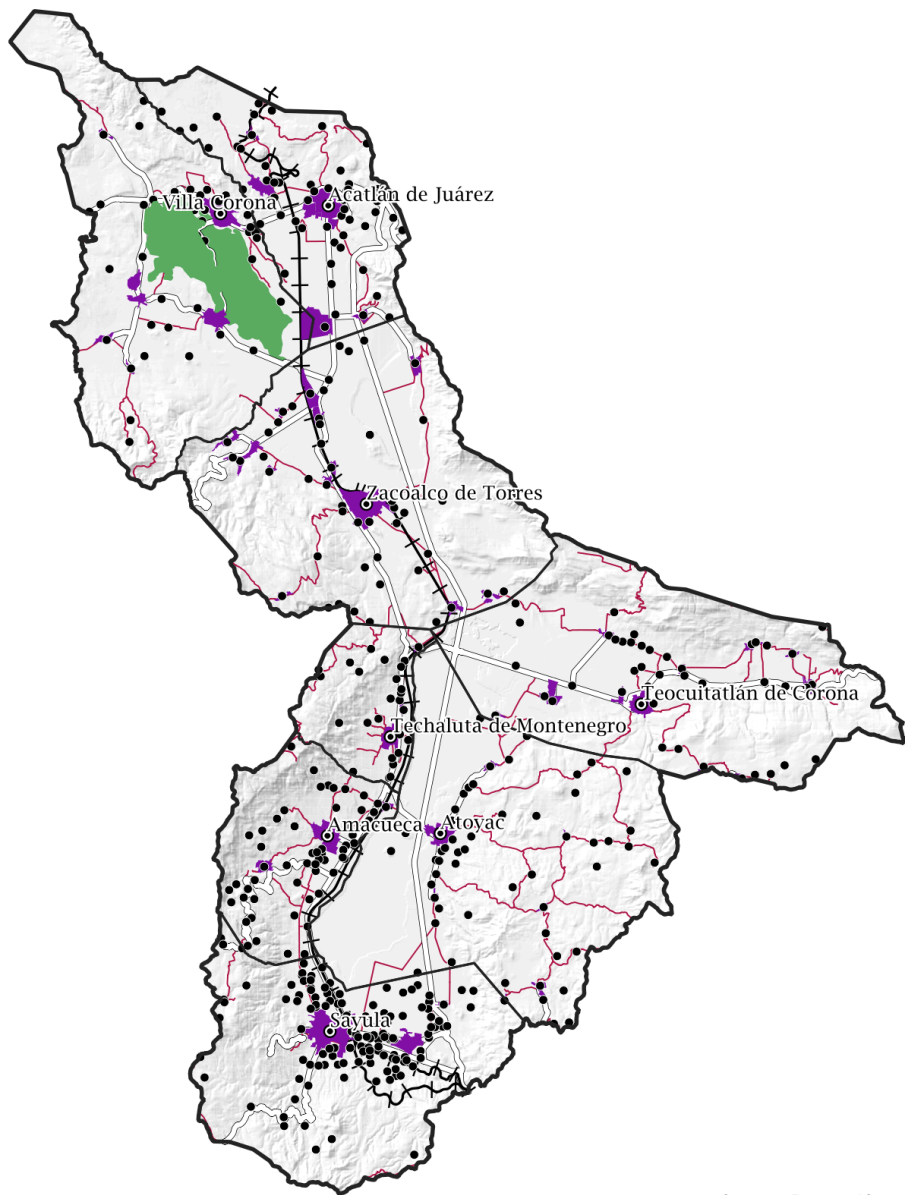 Villa Corona
Acatlán de Juárez
Zacoalco de Torres
Teocuitatlán de Corona
Techaluta de Montenegro
Amacueca
Atoyac
Sayula